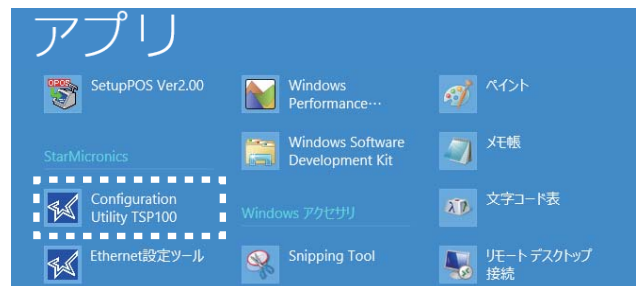 アプリ
OPOS
SetupPOS Ver2.00
StarMicronics
Configuration
Utility TSP100
Ethernet設定ツール
Windows
Performance…
Windows Software
Development Kit
Windows アクセサリ
Snipping Tool
ペイント
メモ帳
文字コード表
リモート デスクトップ
接続